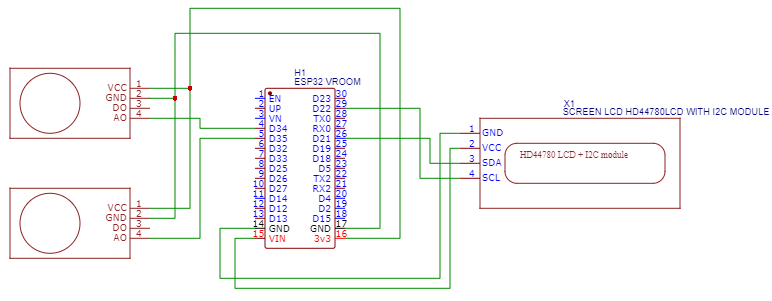 H1
ESP32 VROOM
X1
SCREEN LCD HD44780LCD WITH I2C MODULE
VCC 1
GND 2
DO 3
AO 4
VCC 1
GND 2
DO 3
AO 4
1 EN D23 30
2 UP D22 29
3 VN TX0 28
4 D34 RX0 27
5 D35 D21 26
6 D32 D19 25
7 D33 D18 24
8 D25 D5 23
9 D26 TX2 22
10 D27 RX2 21
11 D14 D4 20
12 D12 D2 19
13 D13 D15 18
14 GND GND 17
15 VIN 3v3 16
1 GND
2 VCC
3 SDA
4 SCL
HD44780 LCD + I2C module